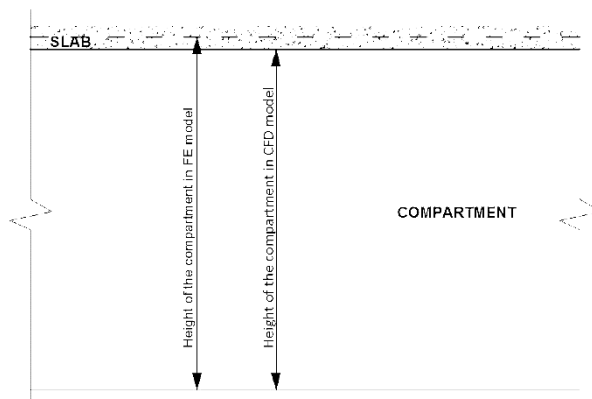 SLAB
Height of the compartment in FE model
Height of the compartment in CFD model
COMPARTMENT